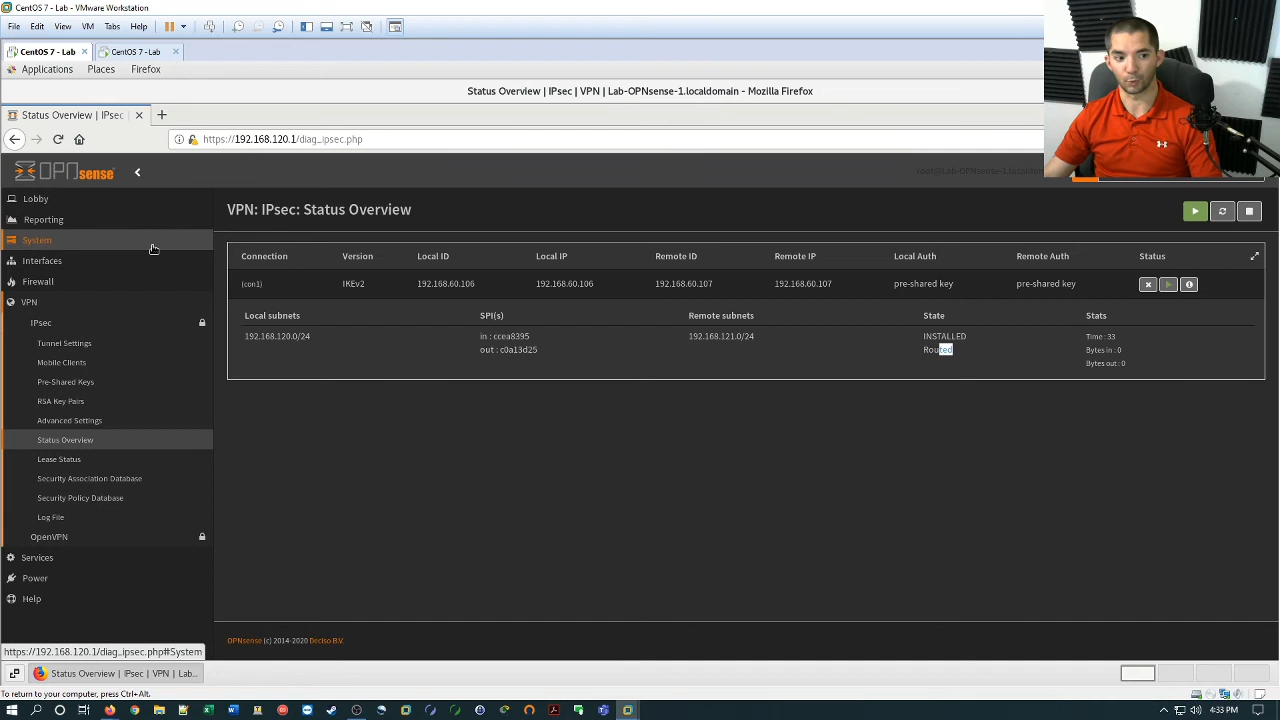 CentOS 7 - Lab - VMware Workstation
File Edit View VM Tabs Help
CentOS 7 - Lab CentOS 7 - Lab
Applications Places Firefox
Status Overview | IPsec | VPN | Lab-OPNsense-1.localdomain - Mozilla Firefox
Status Overview | IPsec |
https://192.168.120.1/diag_ipsec.php
OPNsense
root@Lab-OPNsense-1.localdom
Lobby
Reporting
System
Interfaces
Firewall
VPN
IPsec
Tunnel Settings
Mobile Clients
Pre-Shared Keys
RSA Key Pairs
Advanced Settings
Status Overview
Lease Status
Security Association Database
Security Policy Database
Log File
OpenVPN
Services
Power
Help
VPN: IPsec: Status Overview
Connection Version Local ID Local IP Remote ID Remote IP Local Auth Remote Auth Status
(con1) IKEv2 192.168.60.106 192.168.60.106 192.168.60.107 192.168.60.107 pre-shared key pre-shared key
Local subnets SPI(s) Remote subnets State Stats
192.168.120.0/24 in : ccea8395 192.168.121.0/24 INSTALLED Time : 33
out : c0a13d25 Routed Bytes in : 0
Bytes out : 0
OPNsense (c) 2014-2020 Deciso B.V.
https://192.168.120.1/diag_ipsec.php#System
Status Overview | IPsec | VPN | Lab...
To return to your computer, press Ctrl+Alt.
4:33 PM